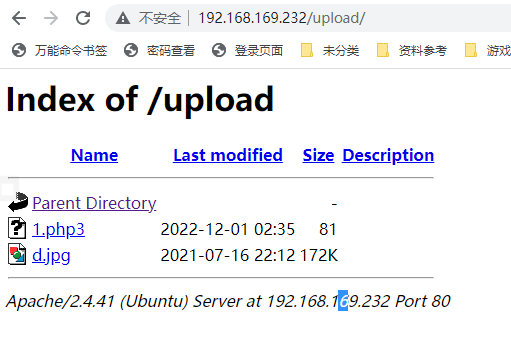 不安全 | 192.168.169.232/upload/
万能命令书签 密码查看 登录页面 未分类 资料参考 游戏
Index of /upload
Name Last modified Size Description
Parent Directory -
1.php3 2022-12-01 02:35 81
d.jpg 2021-07-16 22:12 172K
Apache/2.4.41 (Ubuntu) Server at 192.168.169.232 Port 80